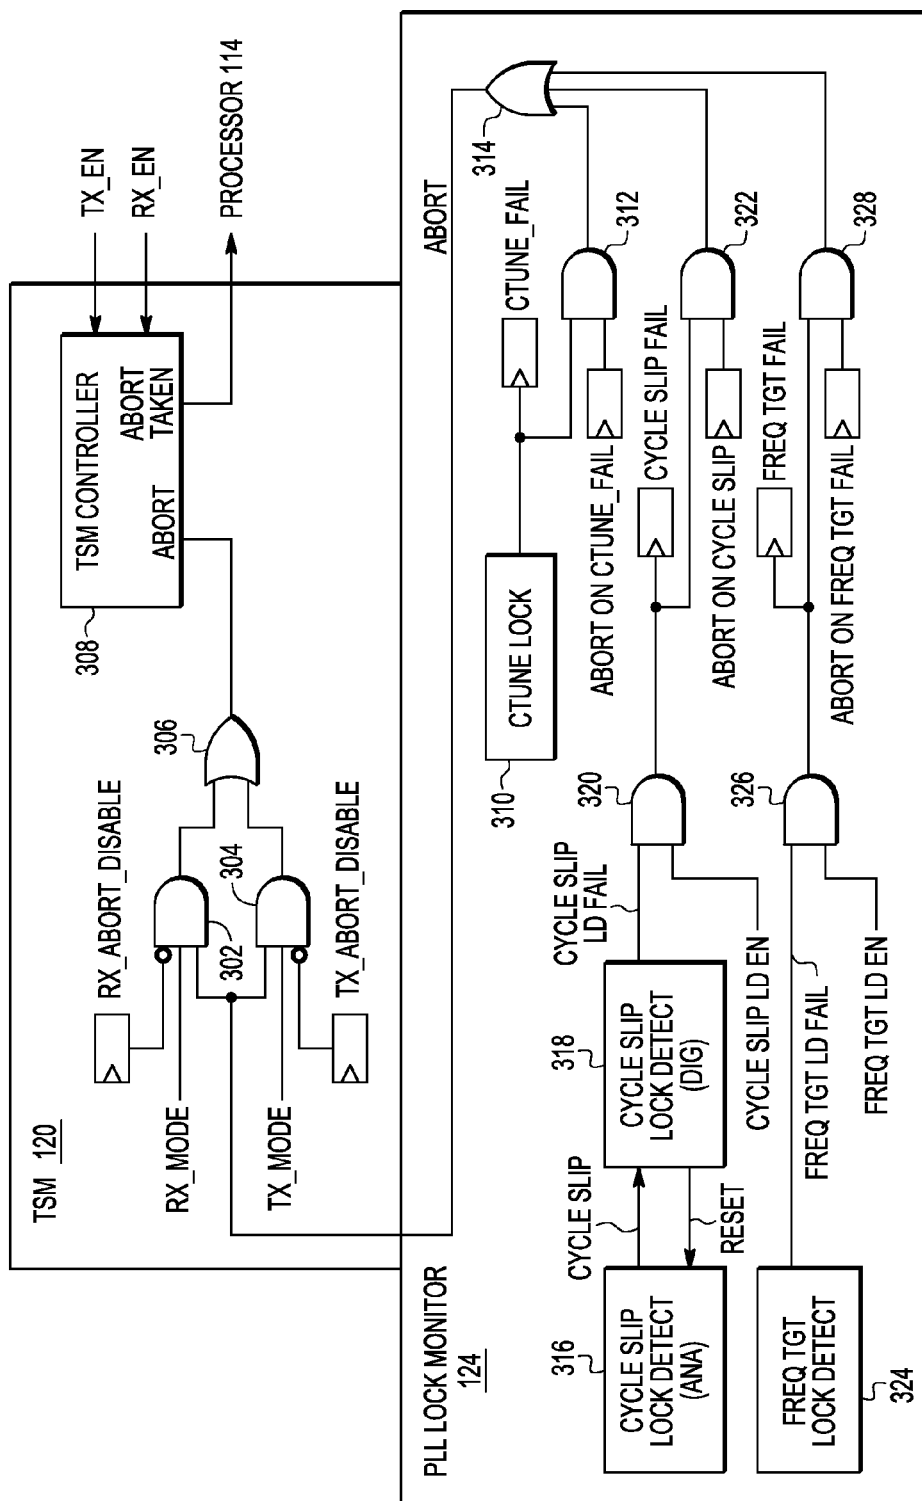 TSM 120
RX_ABORT_DISABLE
RX_MODE
TX_MODE
TX_ABORT_DISABLE
302
304
306
308
TSM CONTROLLER
ABORT
ABORT
TAKEN
TX_EN
RX_EN
PROCESSOR 114
PLL LOCK MONITOR
124
ABORT
314
CTUNE LOCK
310
CTUNE_FAIL
ABORT ON CTUNE_FAIL
312
CYCLE SLIP
LOCK DETECT
(ANA)
316
CYCLE SLIP
RESET
CYCLE SLIP
LOCK DETECT
(DIG)
318
CYCLE SLIP
LD FAIL
CYCLE SLIP LD EN
320
CYCLE SLIP FAIL
ABORT ON CYCLE SLIP
322
FREQ TGT
LOCK DETECT
324
FREQ TGT LD FAIL
FREQ TGT LD EN
326
FREQ TGT FAIL
ABORT ON FREQ TGT FAIL
328